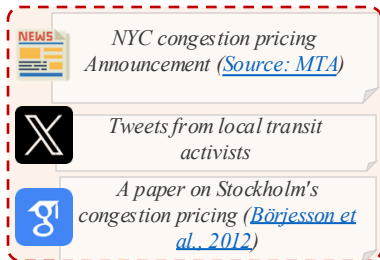 NEWS
NYC congestion pricing
Announcement (Source: MTA)
Tweets from local transit
activists
A paper on Stockholm's
congestion pricing (Börjesson et
al., 2012)